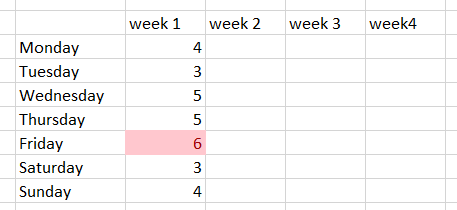 week 1 week 2 week 3 week4
Monday 4
Tuesday 3
Wednesday 5
Thursday 5
Friday 6
Saturday 3
Sunday 4